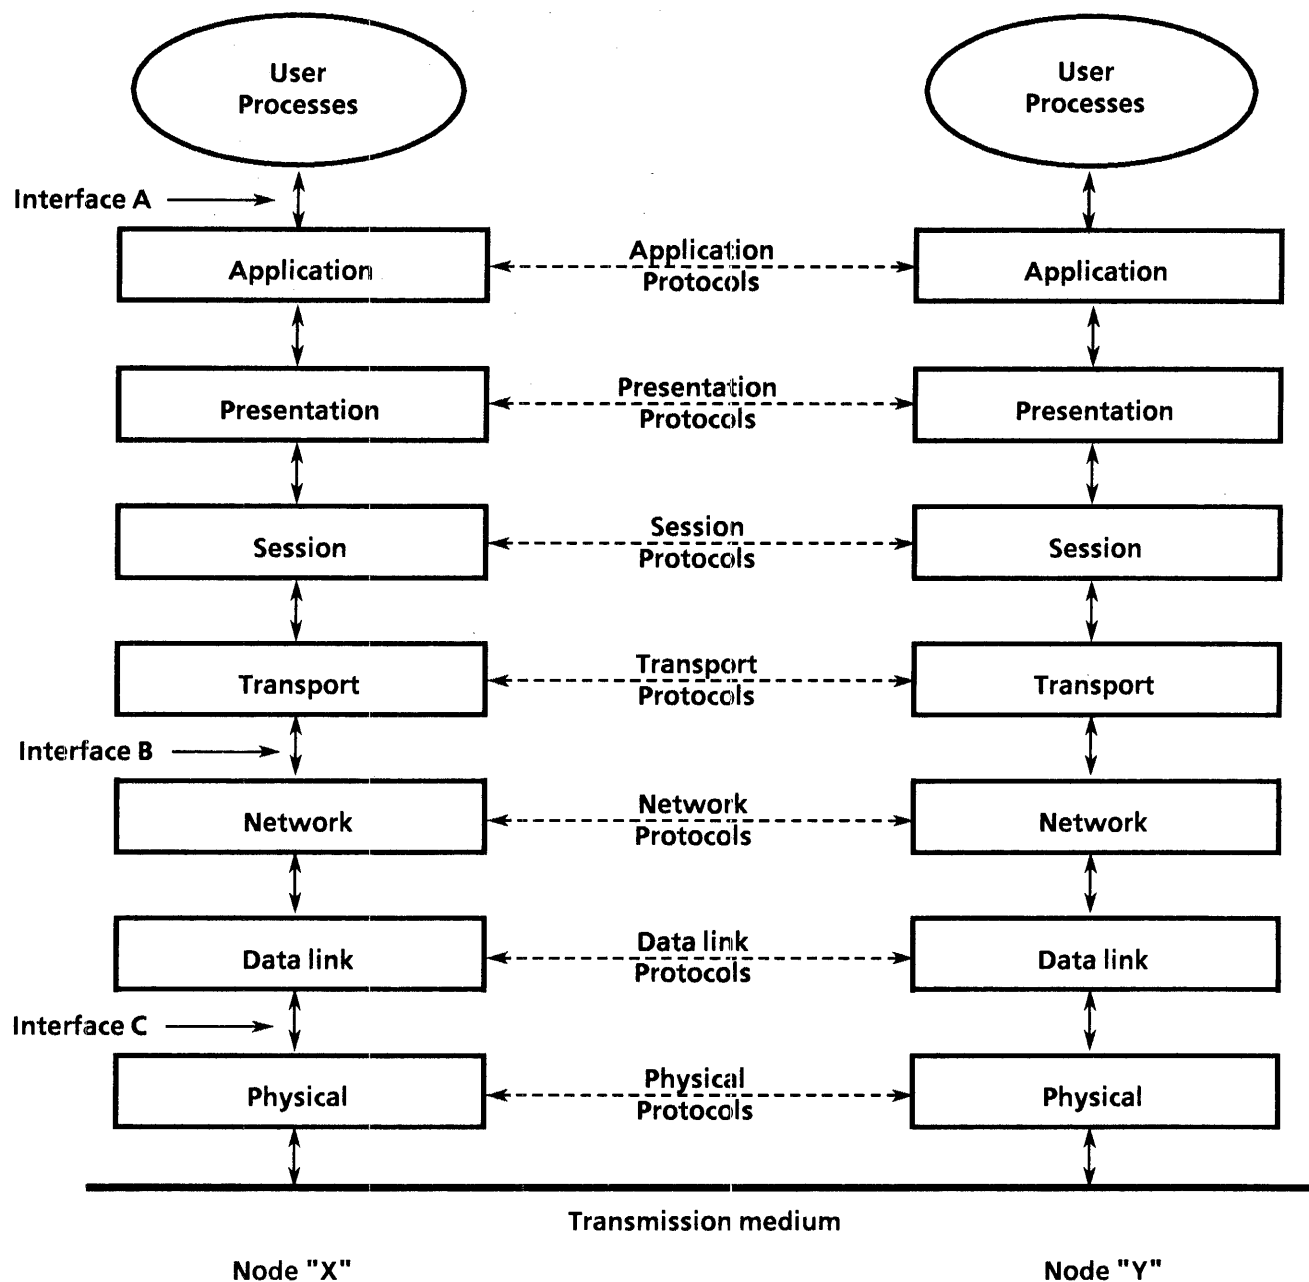 User
Processes
User
Processes
Interface A
Application
Application
Protocols
Application
Presentation
Presentation
Protocols
Presentation
Session
Session
Protocols
Session
Transport
Transport
Protocols
Transport
Interface B
Network
Network
Protocols
Network
Data link
Data link
Protocols
Data link
Interface C
Physical
Physical
Protocols
Physical
Transmission medium
Node "X"
Node "Y"